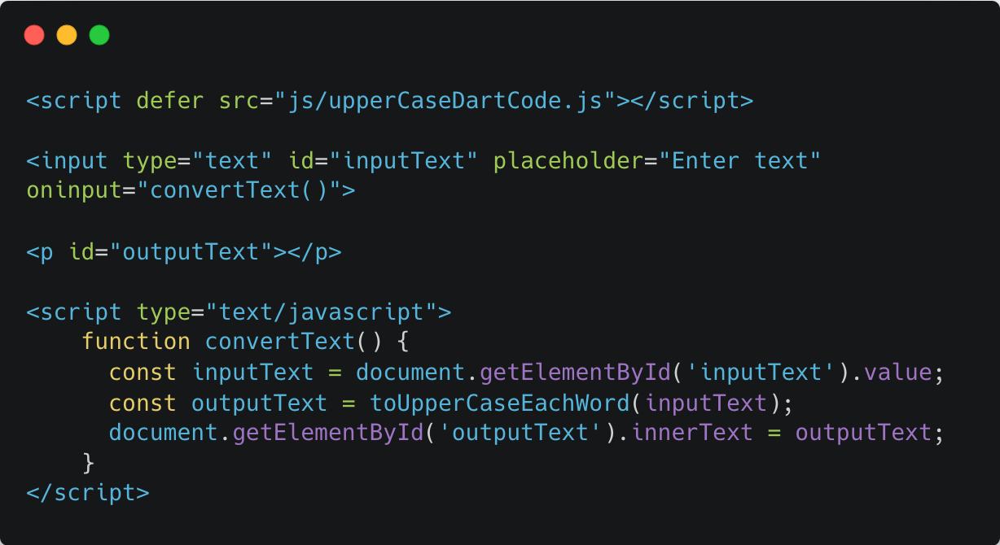 <script defer src="js/upperCaseDartCode.js"></script>
<input type="text" id="inputText" placeholder="Enter text"
oninput="convertText()">
<p id="outputText"></p>
<script type="text/javascript">
    function convertText() {
      const inputText = document.getElementById('inputText').value;
      const outputText = toUpperCaseEachWord(inputText);
      document.getElementById('outputText').innerText = outputText;
    }
</script>